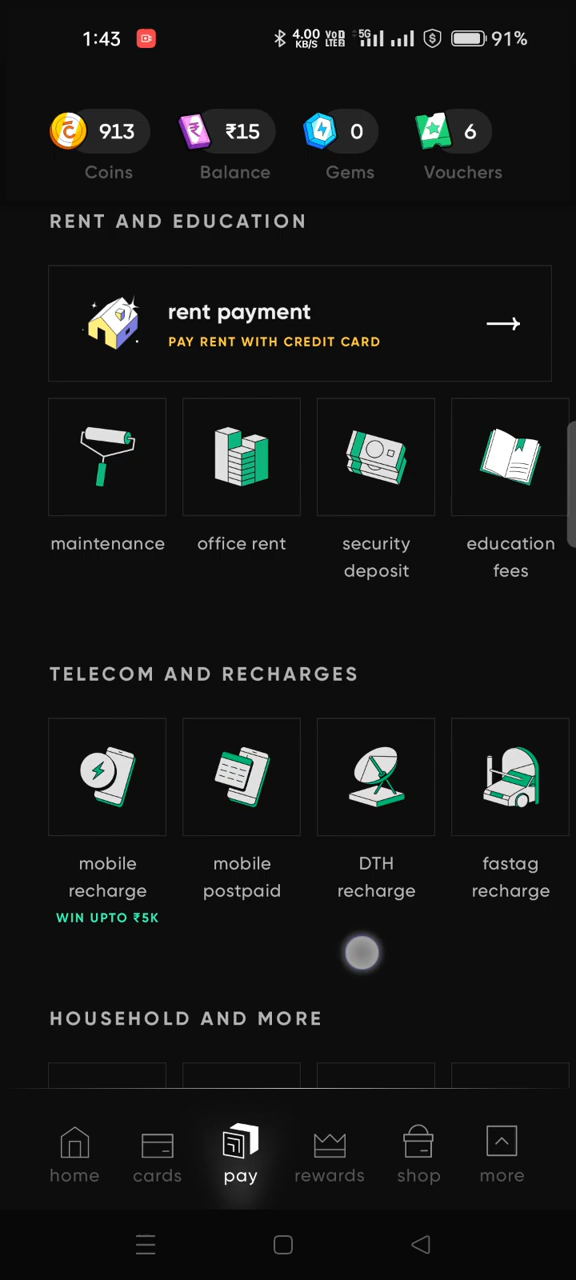 1:43
4.00 KB/S
Vo LTE2
5G
91%
913
₹15
0
6
Coins
Balance
Gems
Vouchers
RENT AND EDUCATION
rent payment
PAY RENT WITH CREDIT CARD
maintenance
office rent
security deposit
education fees
TELECOM AND RECHARGES
mobile recharge
mobile postpaid
DTH recharge
fastag recharge
WIN UPTO ₹5K
HOUSEHOLD AND MORE
home
cards
pay
rewards
shop
more